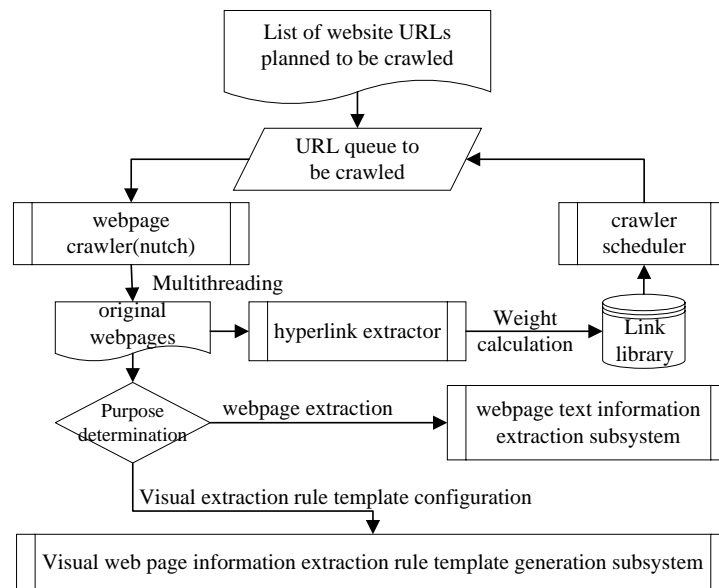 List of website URLs
planned to be crawled
URL queue to
be crawled
webpage
crawler(nutch)
crawler
scheduler
Multithreading
original
webpages
hyperlink extractor
Weight
calculation
Link
library
Purpose
determination
webpage extraction
webpage text information
extraction subsystem
Visual extraction rule template configuration
Visual web page information extraction rule template generation subsystem